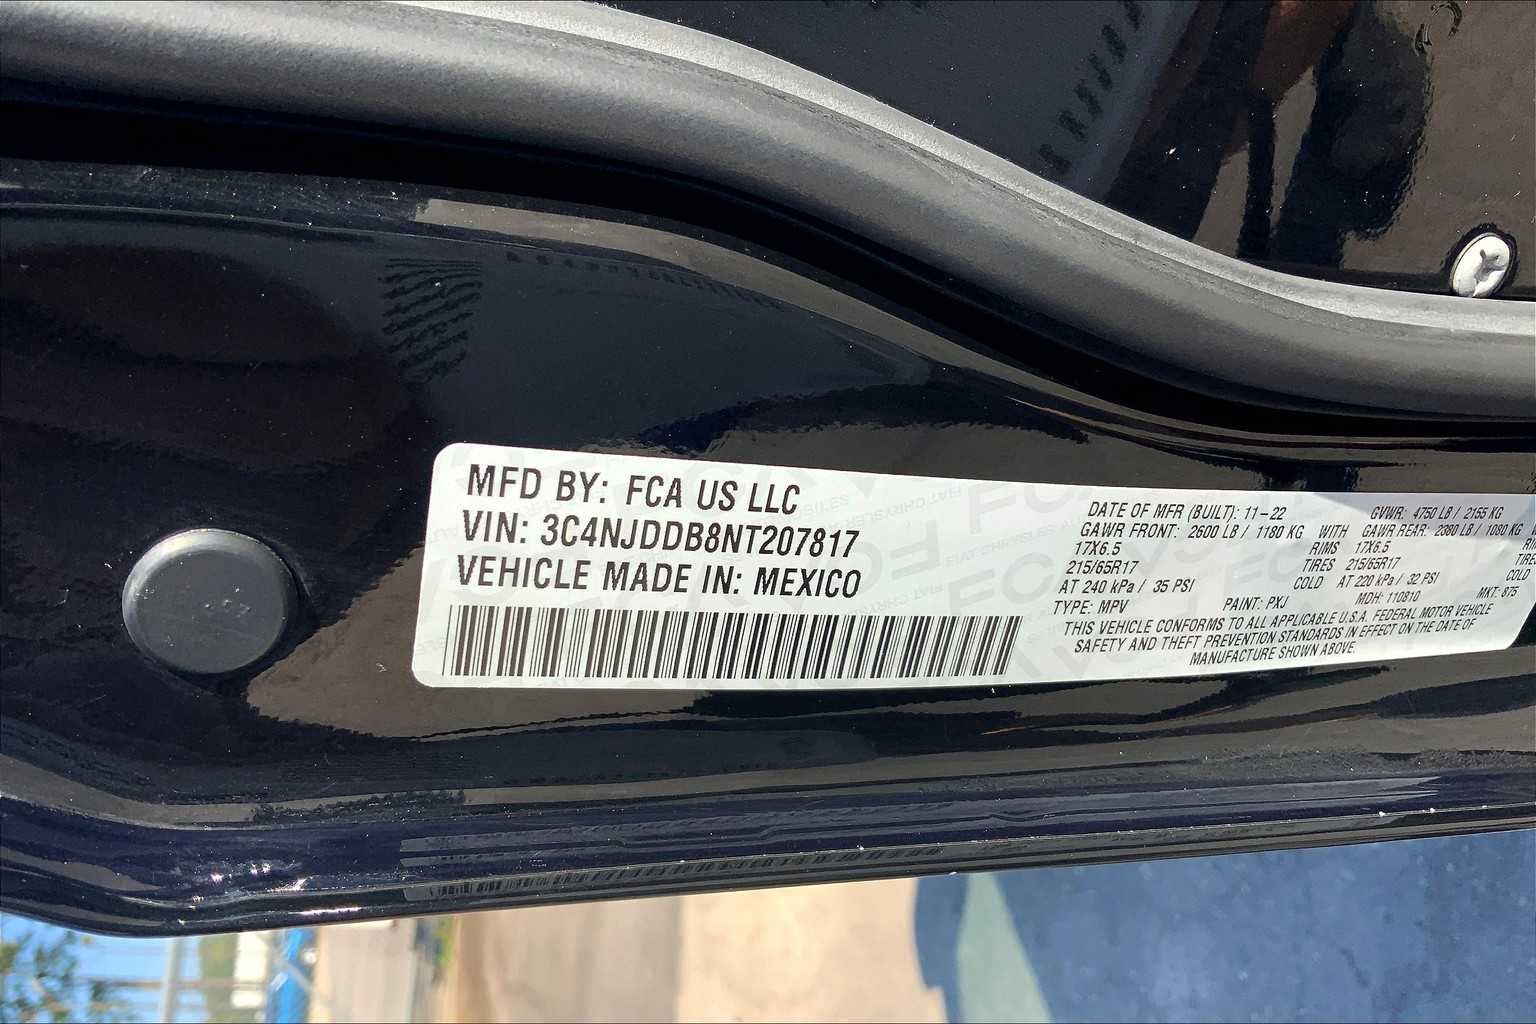 MFD BY: FCA US LLC
VIN: 3C4NJDDB8NT207817
VEHICLE MADE IN: MEXICO
DATE OF MFR (BUILT): 11-22 GVWR: 4750 LB / 2155 KG
GAWR FRONT: 2600 LB / 1180 KG WITH GAWR REAR: 2380 LB / 1080 KG
17X6.5 RIMS 17X6.5
215/65R17 TIRES 215/65R17
AT 240 kPa / 35 PSI COLD AT 220 kPa / 32 PSI COLD
TYPE: MPV PAINT: PXJ MDH: 110810 MKT: 875
THIS VEHICLE CONFORMS TO ALL APPLICABLE U.S.A. FEDERAL MOTOR VEHICLE
SAFETY AND THEFT PREVENTION STANDARDS IN EFFECT ON THE DATE OF
MANUFACTURE SHOWN ABOVE.